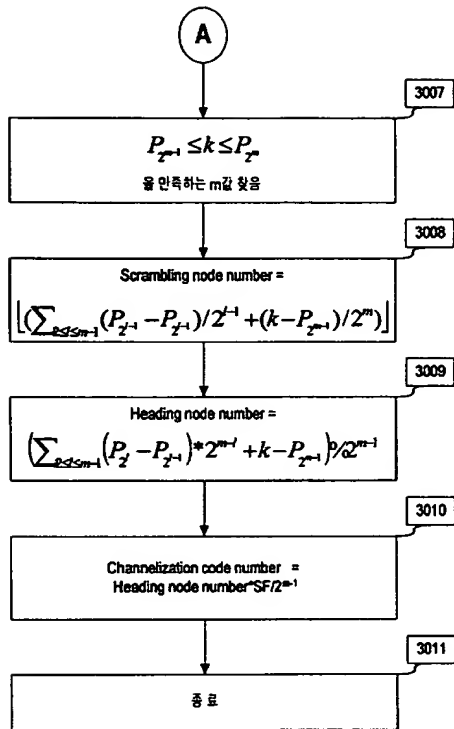 A
3007
P_{2^{m-1}} ≤ k ≤ P_{2^m}
을 만족하는 m값 찾음
3008
Scrambling node number =
⌊(∑_{0≤l≤m-1}(P_{2^{l-1}} - P_{2^{l-1}})/2^{l-1} + (k - P_{2^{m-1}})/2^m)⌋
3009
Heading node number =
(∑_{0≤l≤m-1}(P_{2^l} - P_{2^{l-1}})*2^{m-l} + k - P_{2^{m-1}})%2^{m-1}
3010
Channelization code number =
Heading node number*SF/2^{m-1}
3011
종 료